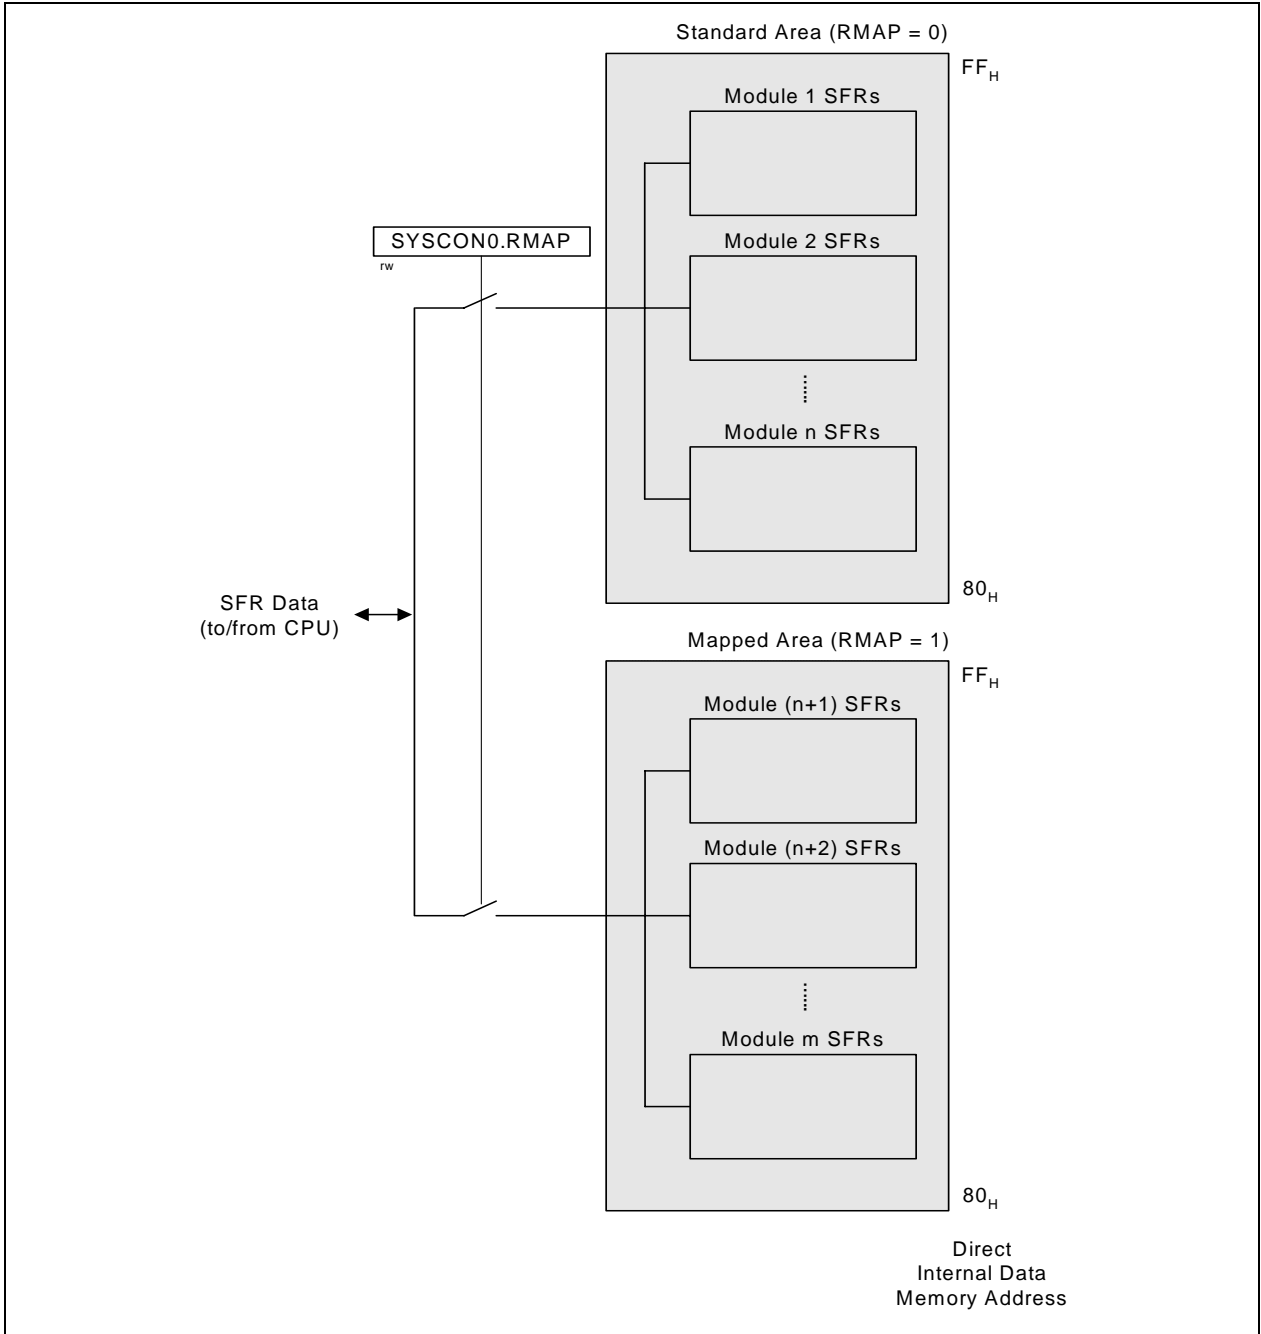 Standard Area (RMAP = 0)
FFH
Module 1 SFRs
SYSCON0.RMAP
rw
Module 2 SFRs
Module n SFRs
80H
SFR Data
(to/from CPU)
Mapped Area (RMAP = 1)
FFH
Module (n+1) SFRs
Module (n+2) SFRs
Module m SFRs
80H
Direct
Internal Data
Memory Address